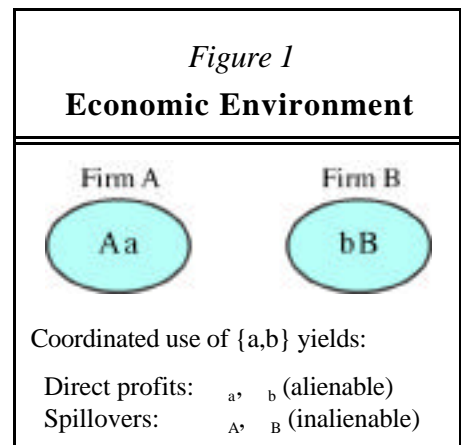 Figure 1
Economic Environment
Firm A Firm B
Aa bB
Coordinated use of {a,b} yields:
Direct profits: a, b (alienable)
Spillovers: A, B (inalienable)